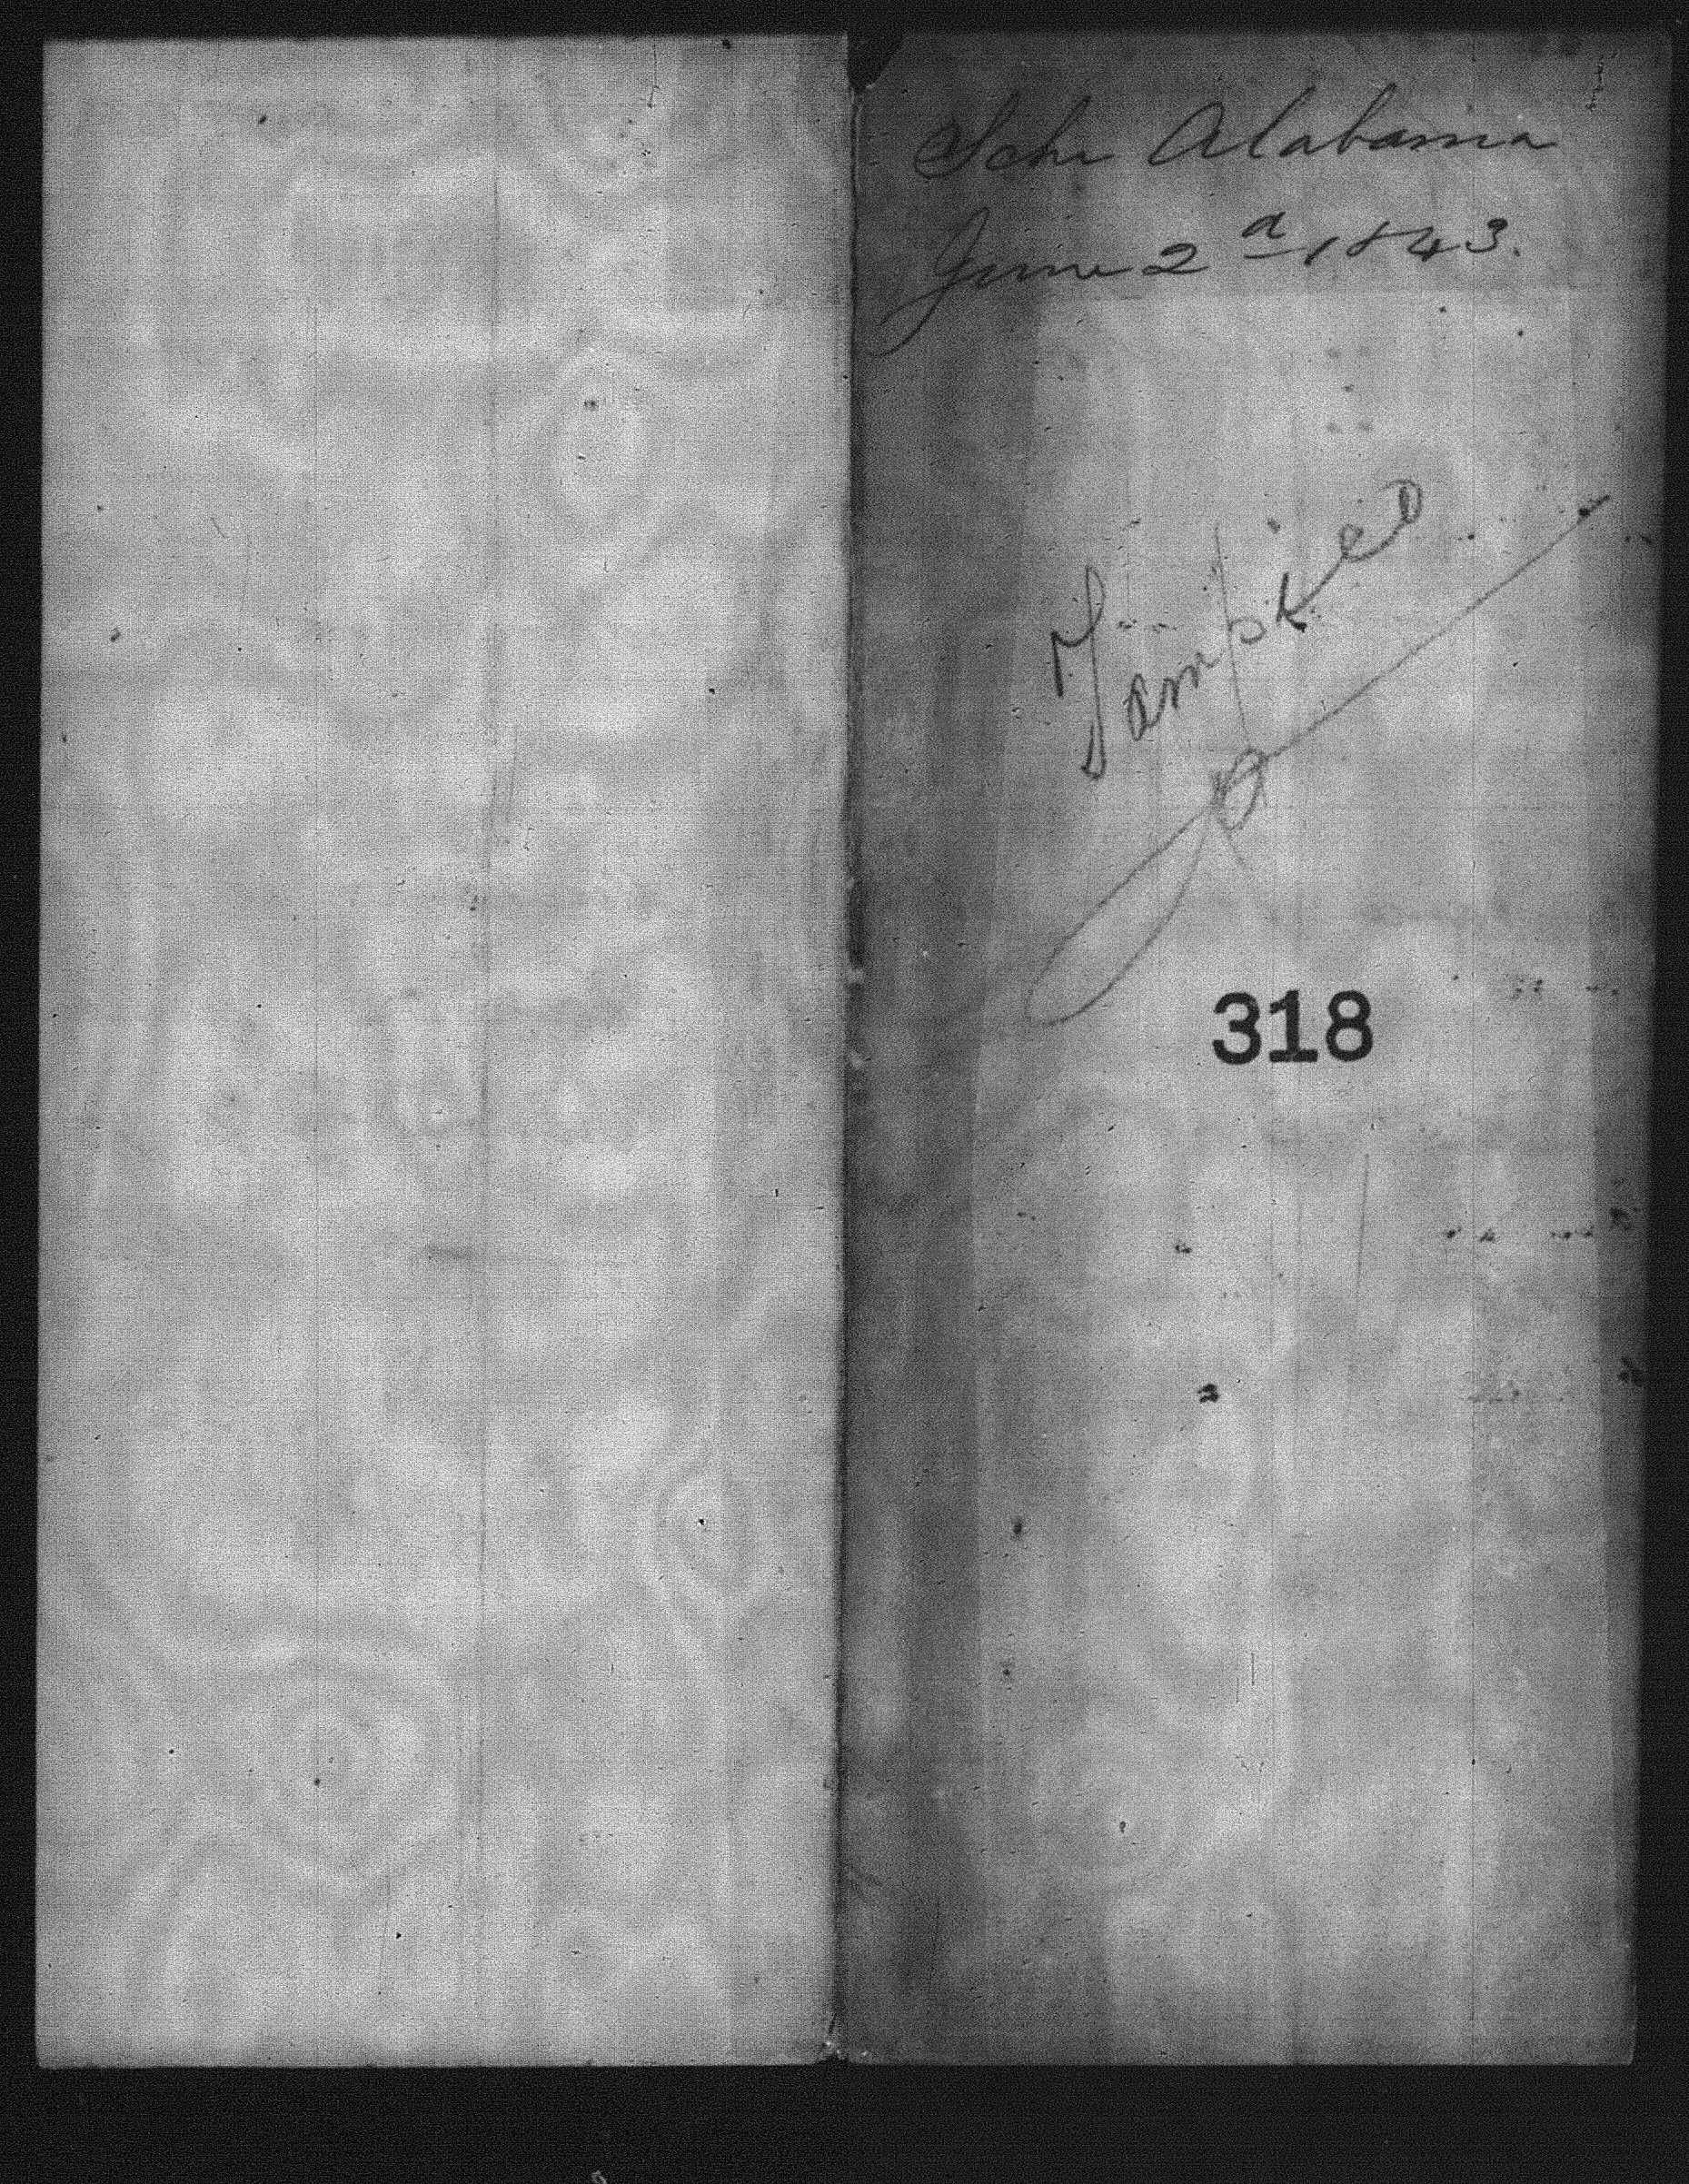 Schr Alabama
June 2d 1843.
Tampico
318